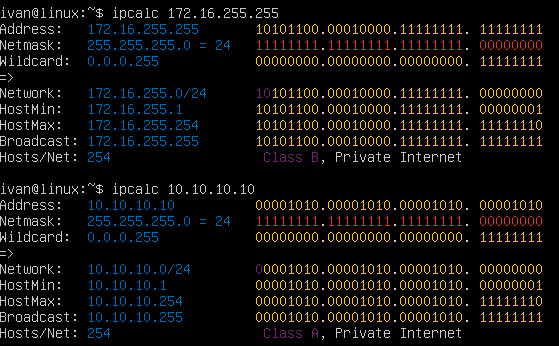 ivan@linux:~$ ipcalc 172.16.255.255
Address:   172.16.255.255       10101100.00010000.11111111. 11111111
Netmask:   255.255.255.0 = 24   11111111.11111111.11111111. 00000000
Wildcard:  0.0.0.255            00000000.00000000.00000000. 11111111
=>
Network:   172.16.255.0/24      10101100.00010000.11111111. 00000000
HostMin:   172.16.255.1         10101100.00010000.11111111. 00000001
HostMax:   172.16.255.254       10101100.00010000.11111111. 11111110
Broadcast: 172.16.255.255       10101100.00010000.11111111. 11111111
Hosts/Net: 254                   Class B, Private Internet
ivan@linux:~$ ipcalc 10.10.10.10
Address:   10.10.10.10          00001010.00001010.00001010. 00001010
Netmask:   255.255.255.0 = 24   11111111.11111111.11111111. 00000000
Wildcard:  0.0.0.255            00000000.00000000.00000000. 11111111
=>
Network:   10.10.10.0/24        00001010.00001010.00001010. 00000000
HostMin:   10.10.10.1           00001010.00001010.00001010. 00000001
HostMax:   10.10.10.254         00001010.00001010.00001010. 11111110
Broadcast: 10.10.10.255         00001010.00001010.00001010. 11111111
Hosts/Net: 254                   Class A, Private Internet